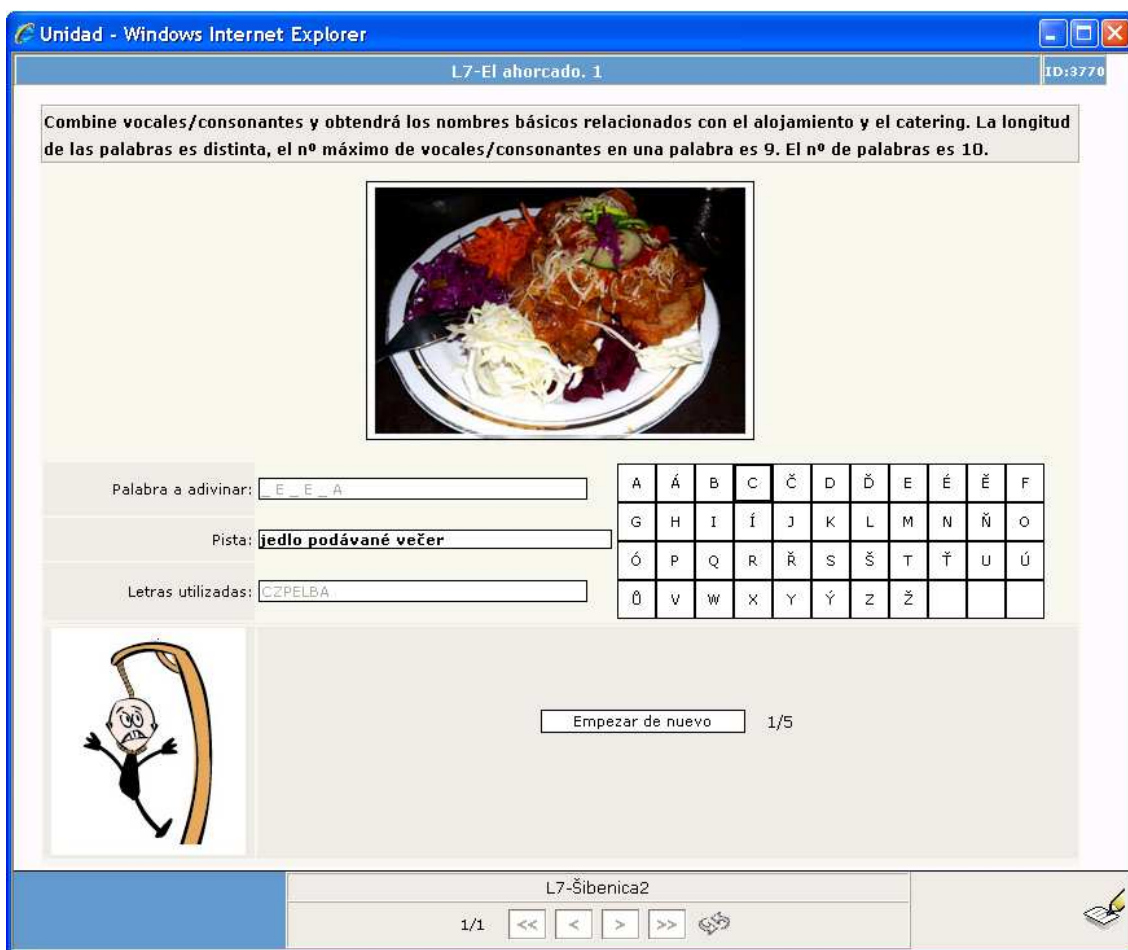 Unidad - Windows Internet Explorer
L7-El ahorcado. 1
ID:3770
Combine vocales/consonantes y obtendrá los nombres básicos relacionados con el alojamiento y el catering. La longitud
de las palabras es distinta, el nº máximo de vocales/consonantes en una palabra es 9. El nº de palabras es 10.
Palabra a adivinar: _ E _ E _ A
Pista: jedlo podávané večer
Letras utilizadas: CZPELBA
A Á B C Č D Ď E É Ě F
G H I Í J K L M N Ň O
Ó P Q R Ř S Š T Ť U Ú
Ů V W X Y Ý Z Ž
Empezar de nuevo 1/5
L7-Šibenica2
1/1 << < > >>